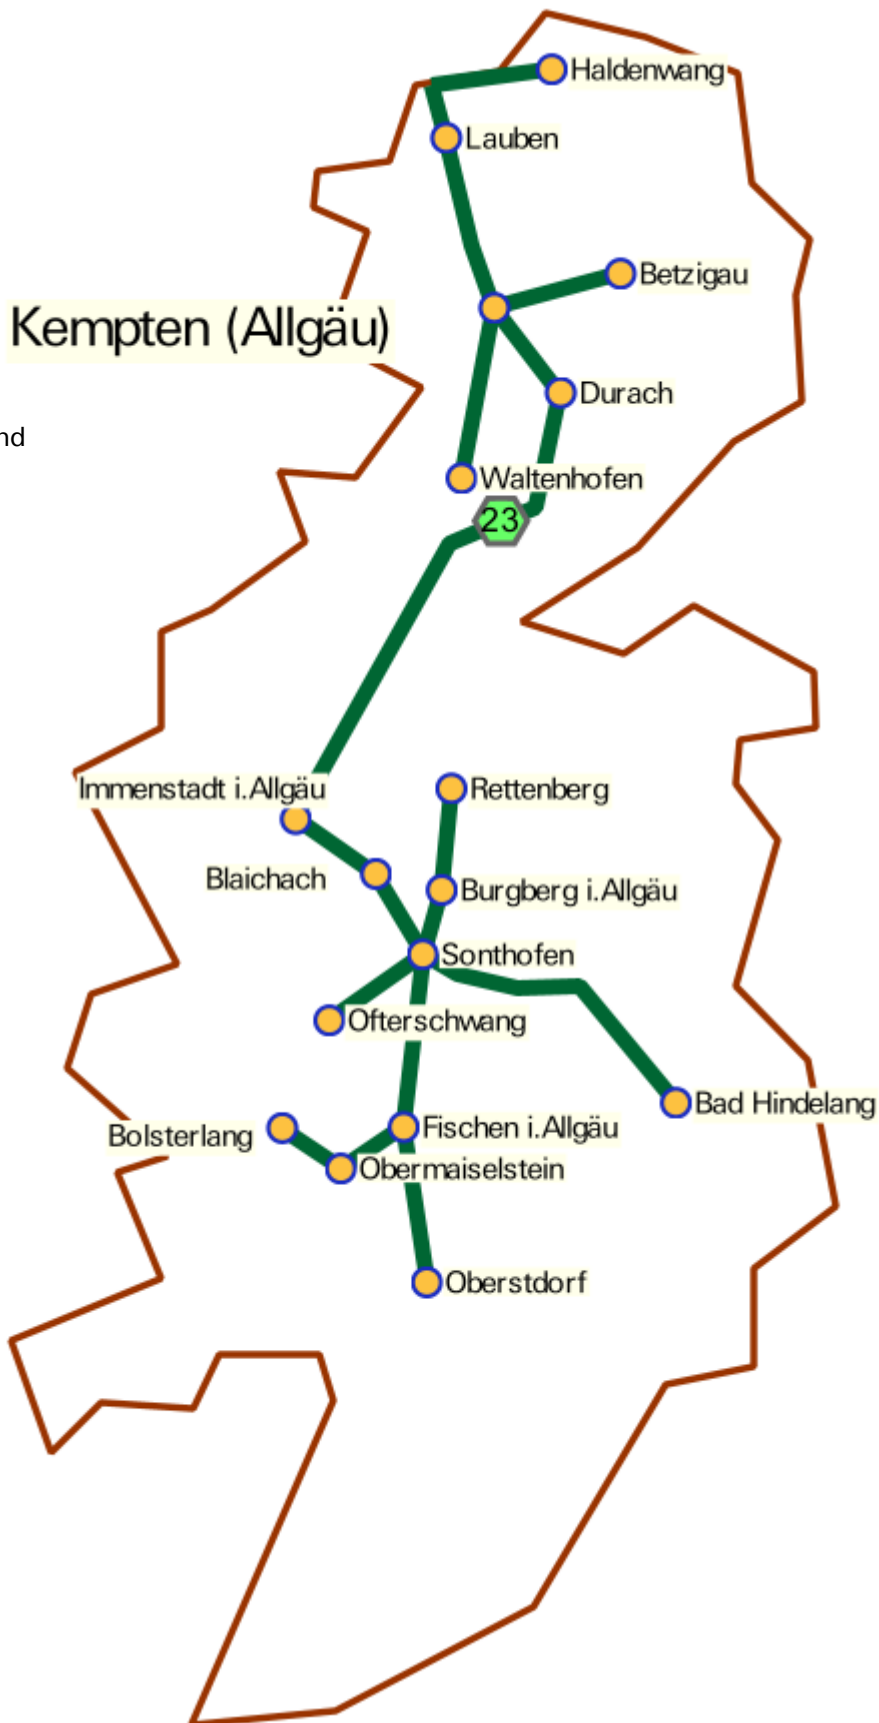 Haldenwang
Lauben
Betzigau
Kempten (Allgäu)
Durach
nd
Waltenhofen
23
Immenstadt i.Allgäu
Rettenberg
Blaichach
Burgberg i.Allgäu
Sonthofen
Ofterschwang
Bad Hindelang
Fischen i.Allgäu
Bolsterlang
Obermaiselstein
Oberstdorf